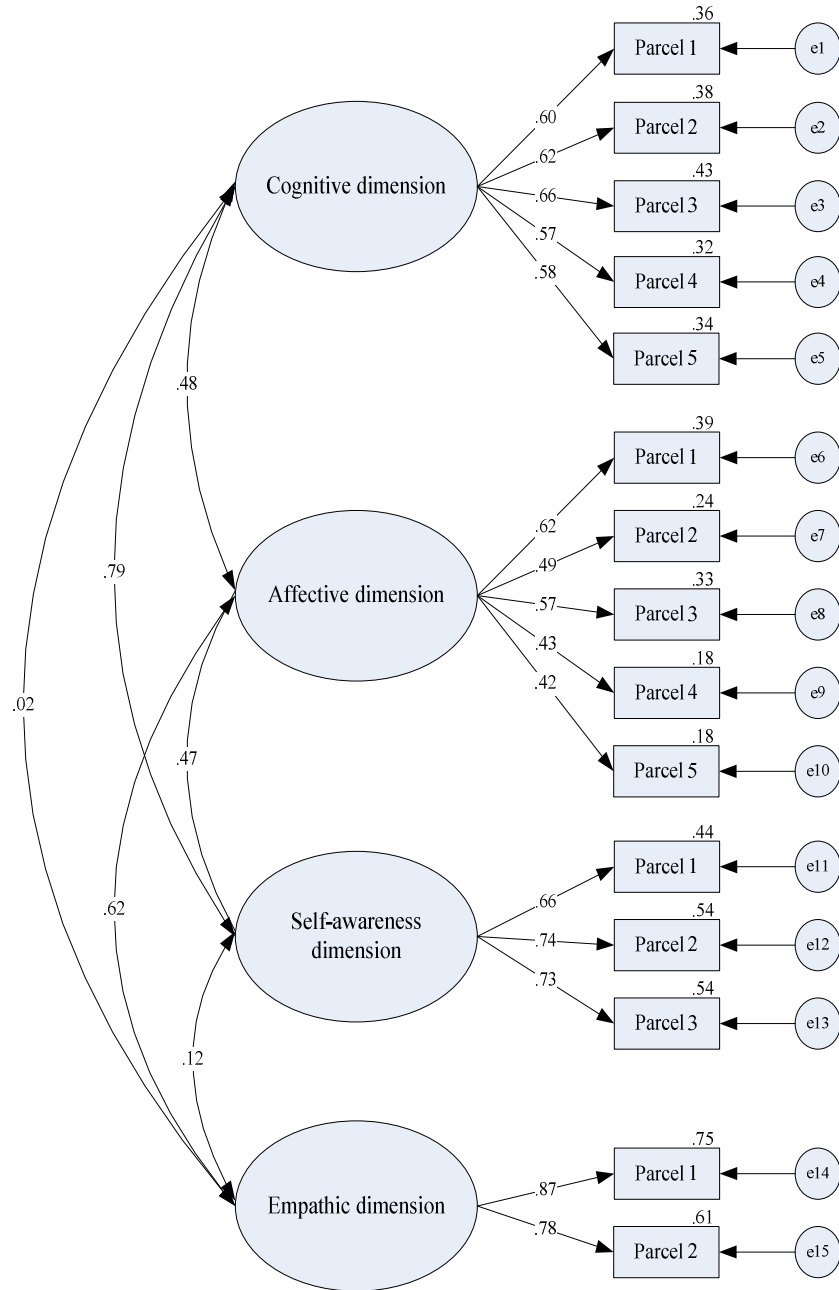 .36
Parcel 1
e1
.60
.38
Parcel 2
e2
.62
.43
Parcel 3
e3
.66
Cognitive dimension
.32
Parcel 4
e4
.57
.34
Parcel 5
e5
.58
.48
.39
Parcel 1
e6
.62
.24
Parcel 2
e7
.49
.33
Parcel 3
e8
.57
.79
Affective dimension
.18
Parcel 4
e9
.43
.18
Parcel 5
e10
.42
.02
.47
.44
Parcel 1
e11
.66
.62
Self-awareness
dimension
.54
Parcel 2
e12
.74
.54
Parcel 3
e13
.73
.12
.75
Parcel 1
e14
.87
Empathic dimension
.61
Parcel 2
e15
.78